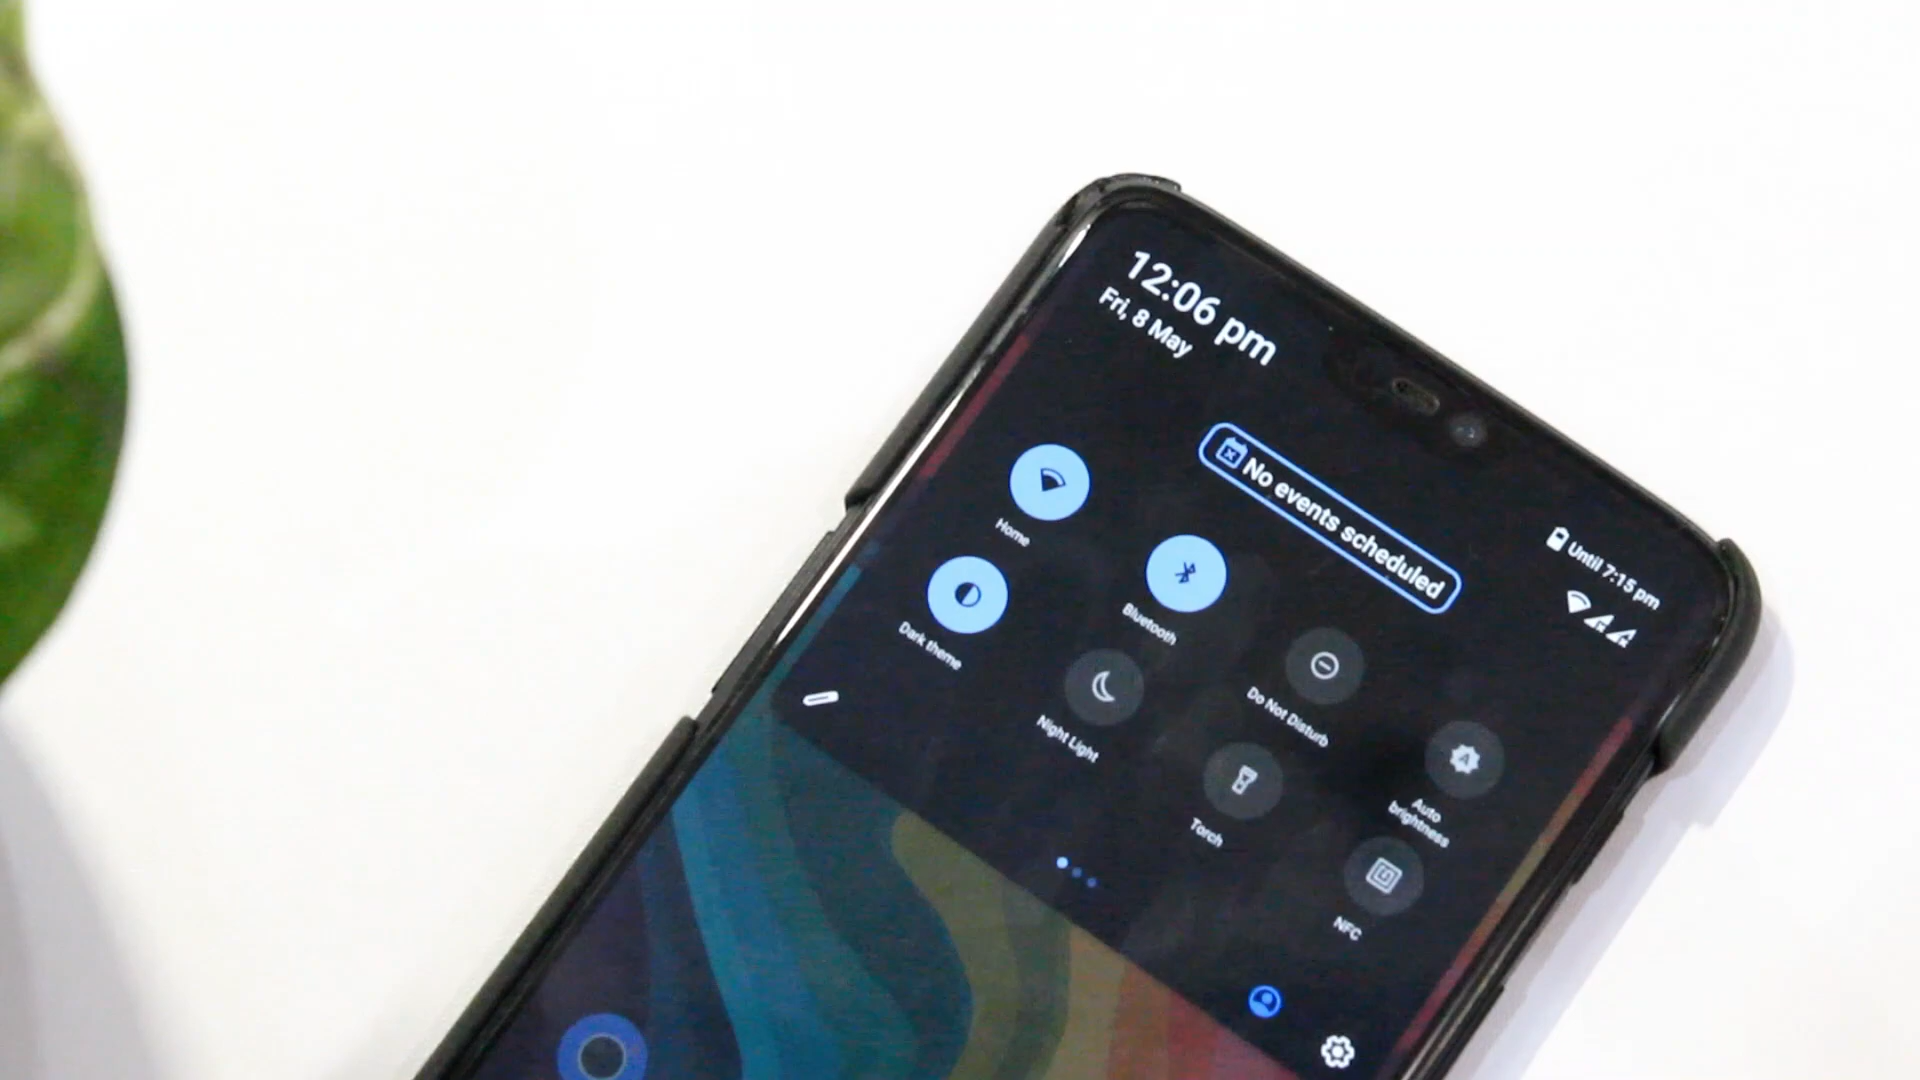 12:06 pm
Fri, 8 May
No events scheduled
Until 7:15 pm
Home
Bluetooth
Do Not Disturb
Auto
brightness
Dark theme
Night Light
Torch
NFC